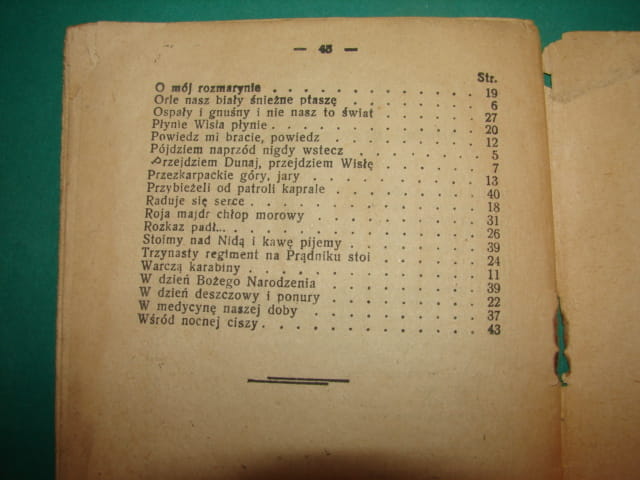 — 45 —
Str.
O mój rozmarynie . . . . . . . . . . . 19
Orle nasz biały śnieżne ptaszę . . . . . . . 6
Ospały i gnuśny i nie nasz to świat . . . . . . 27
Płynie Wisła płynie . . . . . . . . . . . 20
Powiedz mi bracie, powiedz . . . . . . . . 12
Pójdziem naprzód nigdy wstecz . . . . . . . 5
Przejdziem Dunaj, przejdziem Wisłę . . . . . . 7
Przezkarpackie góry, jary . . . . . . . . . 13
Przybieżeli od patroli kaprale . . . . . . . . 40
Raduje się serce . . . . . . . . . . . . 18
Roja majdr chłop morowy . . . . . . . . . 31
Rozkaz padł... . . . . . . . . . . . . . 26
Stoimy nad Nidą i kawę pijemy . . . . . . . 39
Trzynasty regiment na Prądniku stoi . . . . . . 24
Warczą karabiny . . . . . . . . . . . . 11
W dzień Bożego Narodzenia . . . . . . . . 39
W dzień deszczowy i ponury . . . . . . . . 22
W medycynę naszej doby . . . . . . . . . 37
Wśród nocnej ciszy . . . . . . . . . . . 43